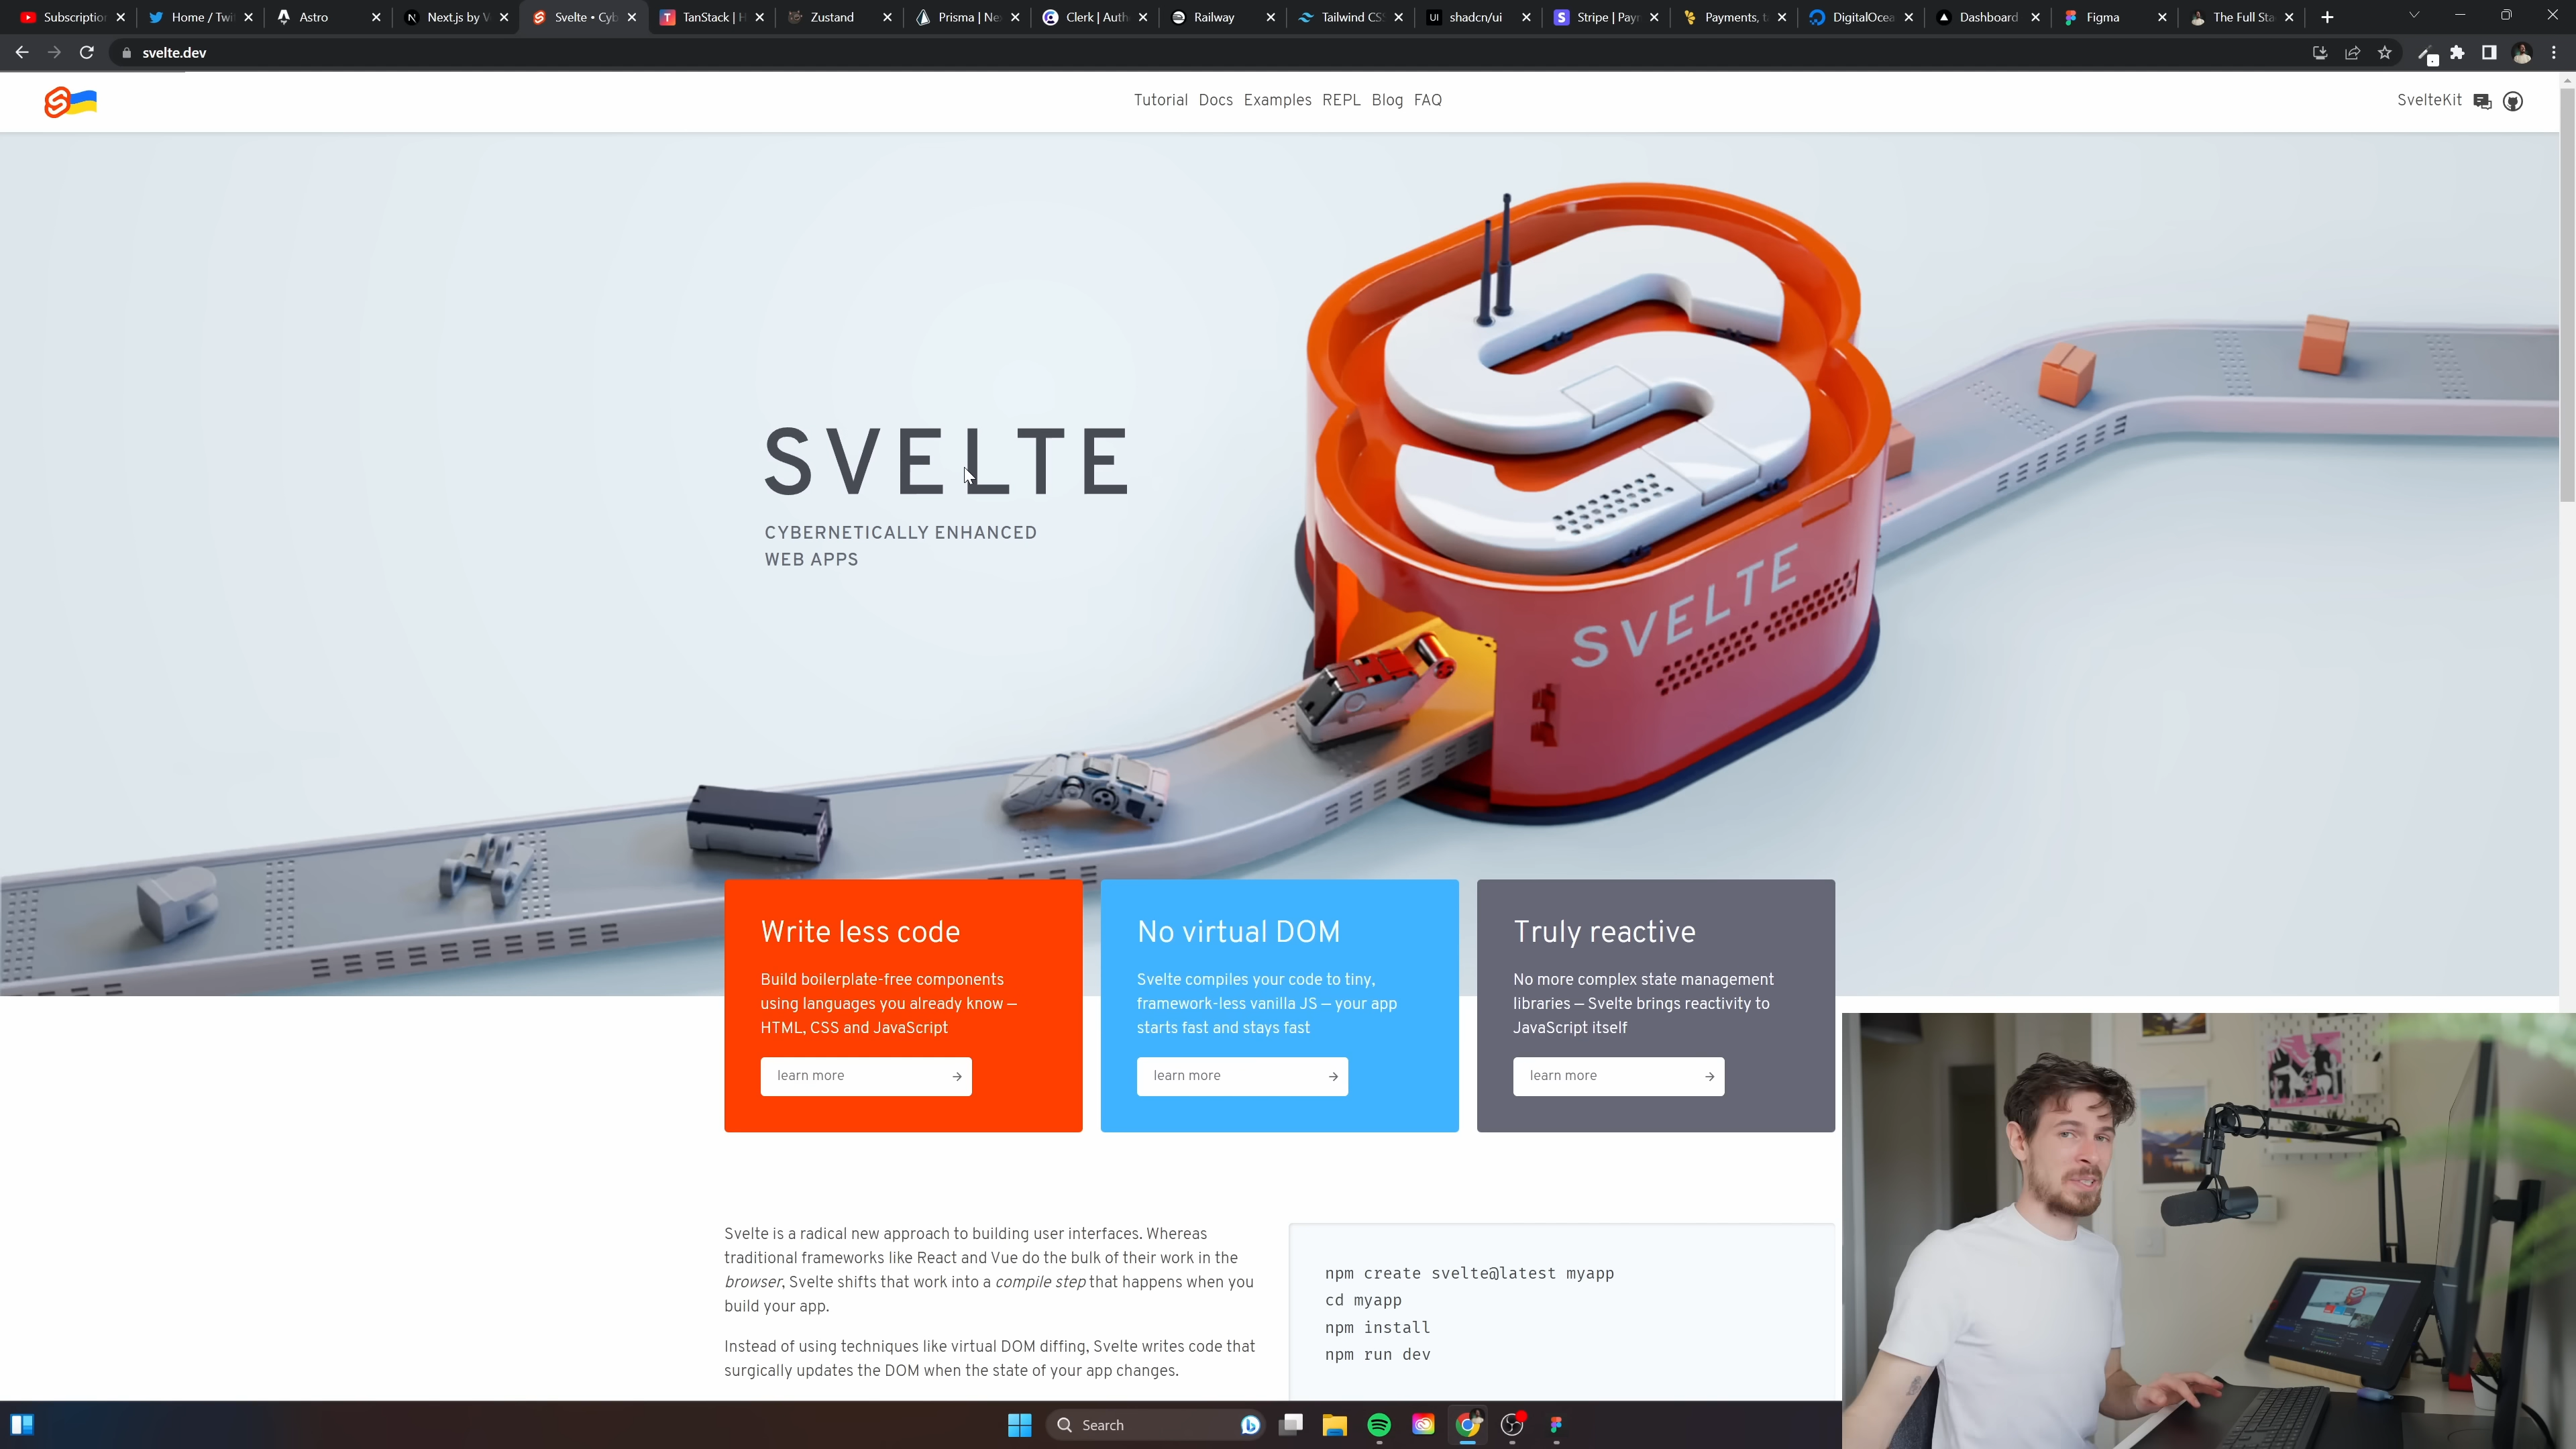 Subscription
Home / Twi
Astro
Next.js by V
Svelte • Cyb
TanStack | H
Zustand
Prisma | Ne
Clerk | Auth
Railway
Tailwind CS
shadcn/ui
Stripe | Pay
Payments, t
DigitalOcea
Dashboard
Figma
The Full Sta
svelte.dev
Tutorial Docs Examples REPL Blog FAQ
SvelteKit
SVELTE
CYBERNETICALLY ENHANCED
WEB APPS
SVELTE
Write less code
Build boilerplate-free components
using languages you already know —
HTML, CSS and JavaScript
learn more
No virtual DOM
Svelte compiles your code to tiny,
framework-less vanilla JS — your app
starts fast and stays fast
learn more
Truly reactive
No more complex state management
libraries — Svelte brings reactivity to
JavaScript itself
learn more
Svelte is a radical new approach to building user interfaces. Whereas
traditional frameworks like React and Vue do the bulk of their work in the
browser, Svelte shifts that work into a compile step that happens when you
build your app.
Instead of using techniques like virtual DOM diffing, Svelte writes code that
surgically updates the DOM when the state of your app changes.
npm create svelte@latest myapp
cd myapp
npm install
npm run dev
Search